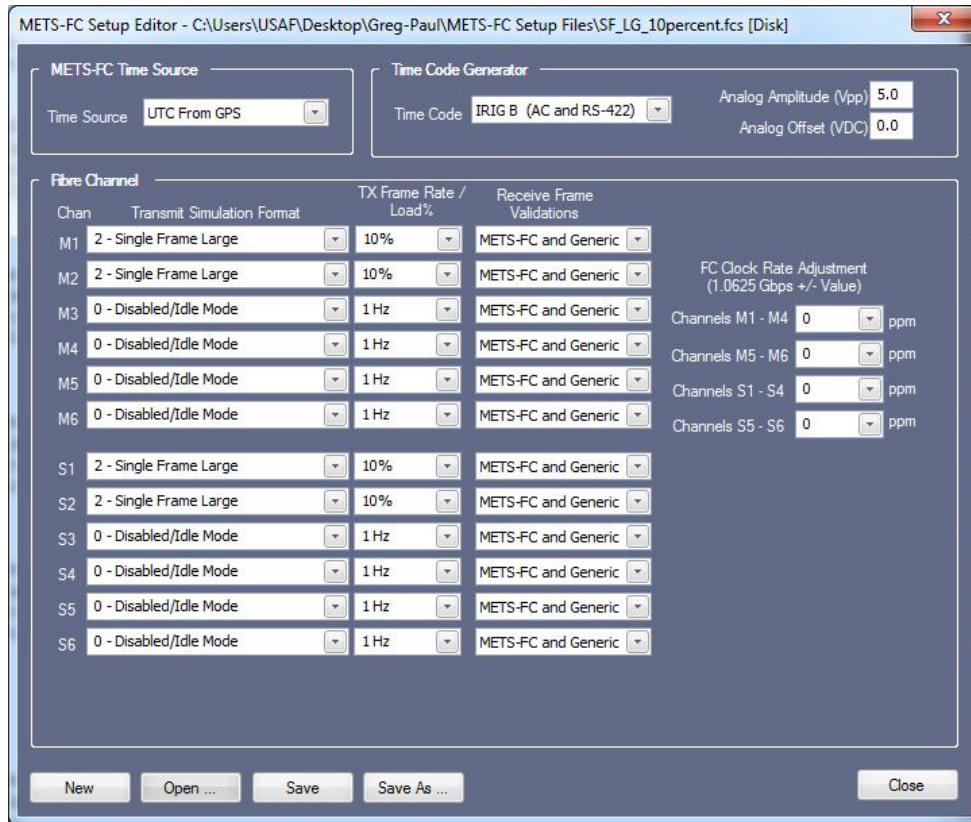 METS-FC Setup Editor - C:\Users\USAF\Desktop\Greg-Paul\METS-FC Setup Files\SF_LG_10percent.fcs [Disk]
METS-FC Time Source
Time Source UTC From GPS
Time Code Generator
Time Code IRIG B (AC and RS-422)
Analog Amplitude (Vpp) 5.0
Analog Offset (VDC) 0.0
Fibre Channel
Chan Transmit Simulation Format TX Frame Rate / Load% Receive Frame Validations
M1 2 - Single Frame Large 10% METS-FC and Generic
M2 2 - Single Frame Large 10% METS-FC and Generic
M3 0 - Disabled/Idle Mode 1 Hz METS-FC and Generic
M4 0 - Disabled/Idle Mode 1 Hz METS-FC and Generic
M5 0 - Disabled/Idle Mode 1 Hz METS-FC and Generic
M6 0 - Disabled/Idle Mode 1 Hz METS-FC and Generic
S1 2 - Single Frame Large 10% METS-FC and Generic
S2 2 - Single Frame Large 10% METS-FC and Generic
S3 0 - Disabled/Idle Mode 1 Hz METS-FC and Generic
S4 0 - Disabled/Idle Mode 1 Hz METS-FC and Generic
S5 0 - Disabled/Idle Mode 1 Hz METS-FC and Generic
S6 0 - Disabled/Idle Mode 1 Hz METS-FC and Generic
FC Clock Rate Adjustment
(1.0625 Gbps +/- Value)
Channels M1 - M4 0 ppm
Channels M5 - M6 0 ppm
Channels S1 - S4 0 ppm
Channels S5 - S6 0 ppm
New Open ... Save Save As ... Close